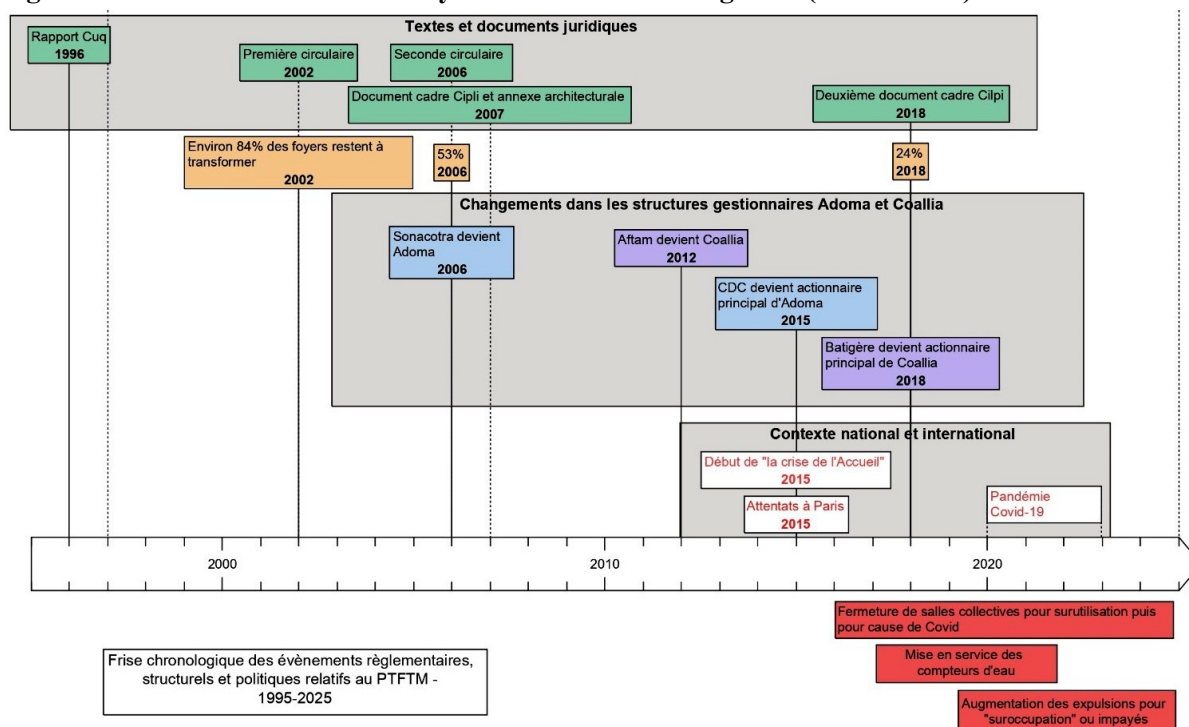 Textes et documents juridiques
Rapport Cuq
1996
Première circulaire
2002
Seconde circulaire
2006
Document cadre Cipli et annexe architecturale
2007
Deuxième document cadre Cilpi
2018
Environ 84% des foyers restent à
transformer
2002
53%
2006
24%
2018
Changements dans les structures gestionnaires Adoma et Coallia
Sonacotra devient
Adoma
2006
Aftam devient Coallia
2012
CDC devient actionnaire
principal d'Adoma
2015
Batigère devient actionnaire
principal de Coallia
2018
Contexte national et international
Début de "la crise de l'Accueil"
2015
Attentats à Paris
2015
Pandémie
Covid-19
2000
2010
2020
Fermeture de salles collectives pour surutilisation puis
pour cause de Covid
Mise en service des
compteurs d'eau
Augmentation des expulsions pour
"suroccupation" ou impayés
Frise chronologique des évènements règlementaires,
structurels et politiques relatifs au PTFTM -
1995-2025